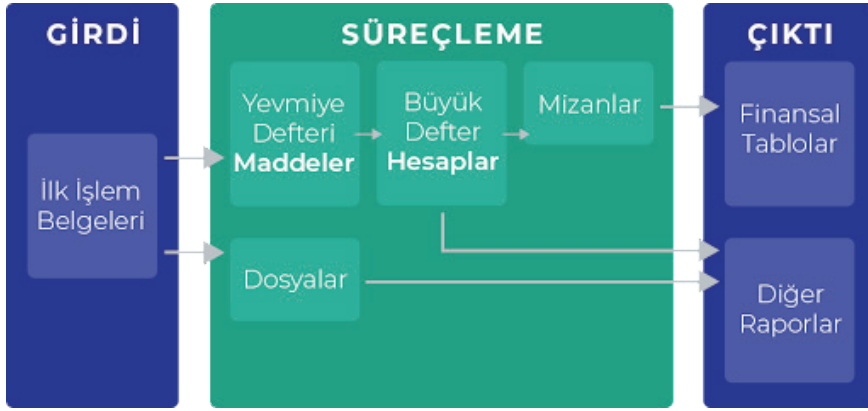 GİRDİ
İlk İşlem
Belgeleri
SÜREÇLEME
Yevmiye
Defteri
Maddeler
Büyük
Defter
Hesaplar
Mizanlar
Dosyalar
ÇIKTI
Finansal
Tablolar
Diğer
Raporlar